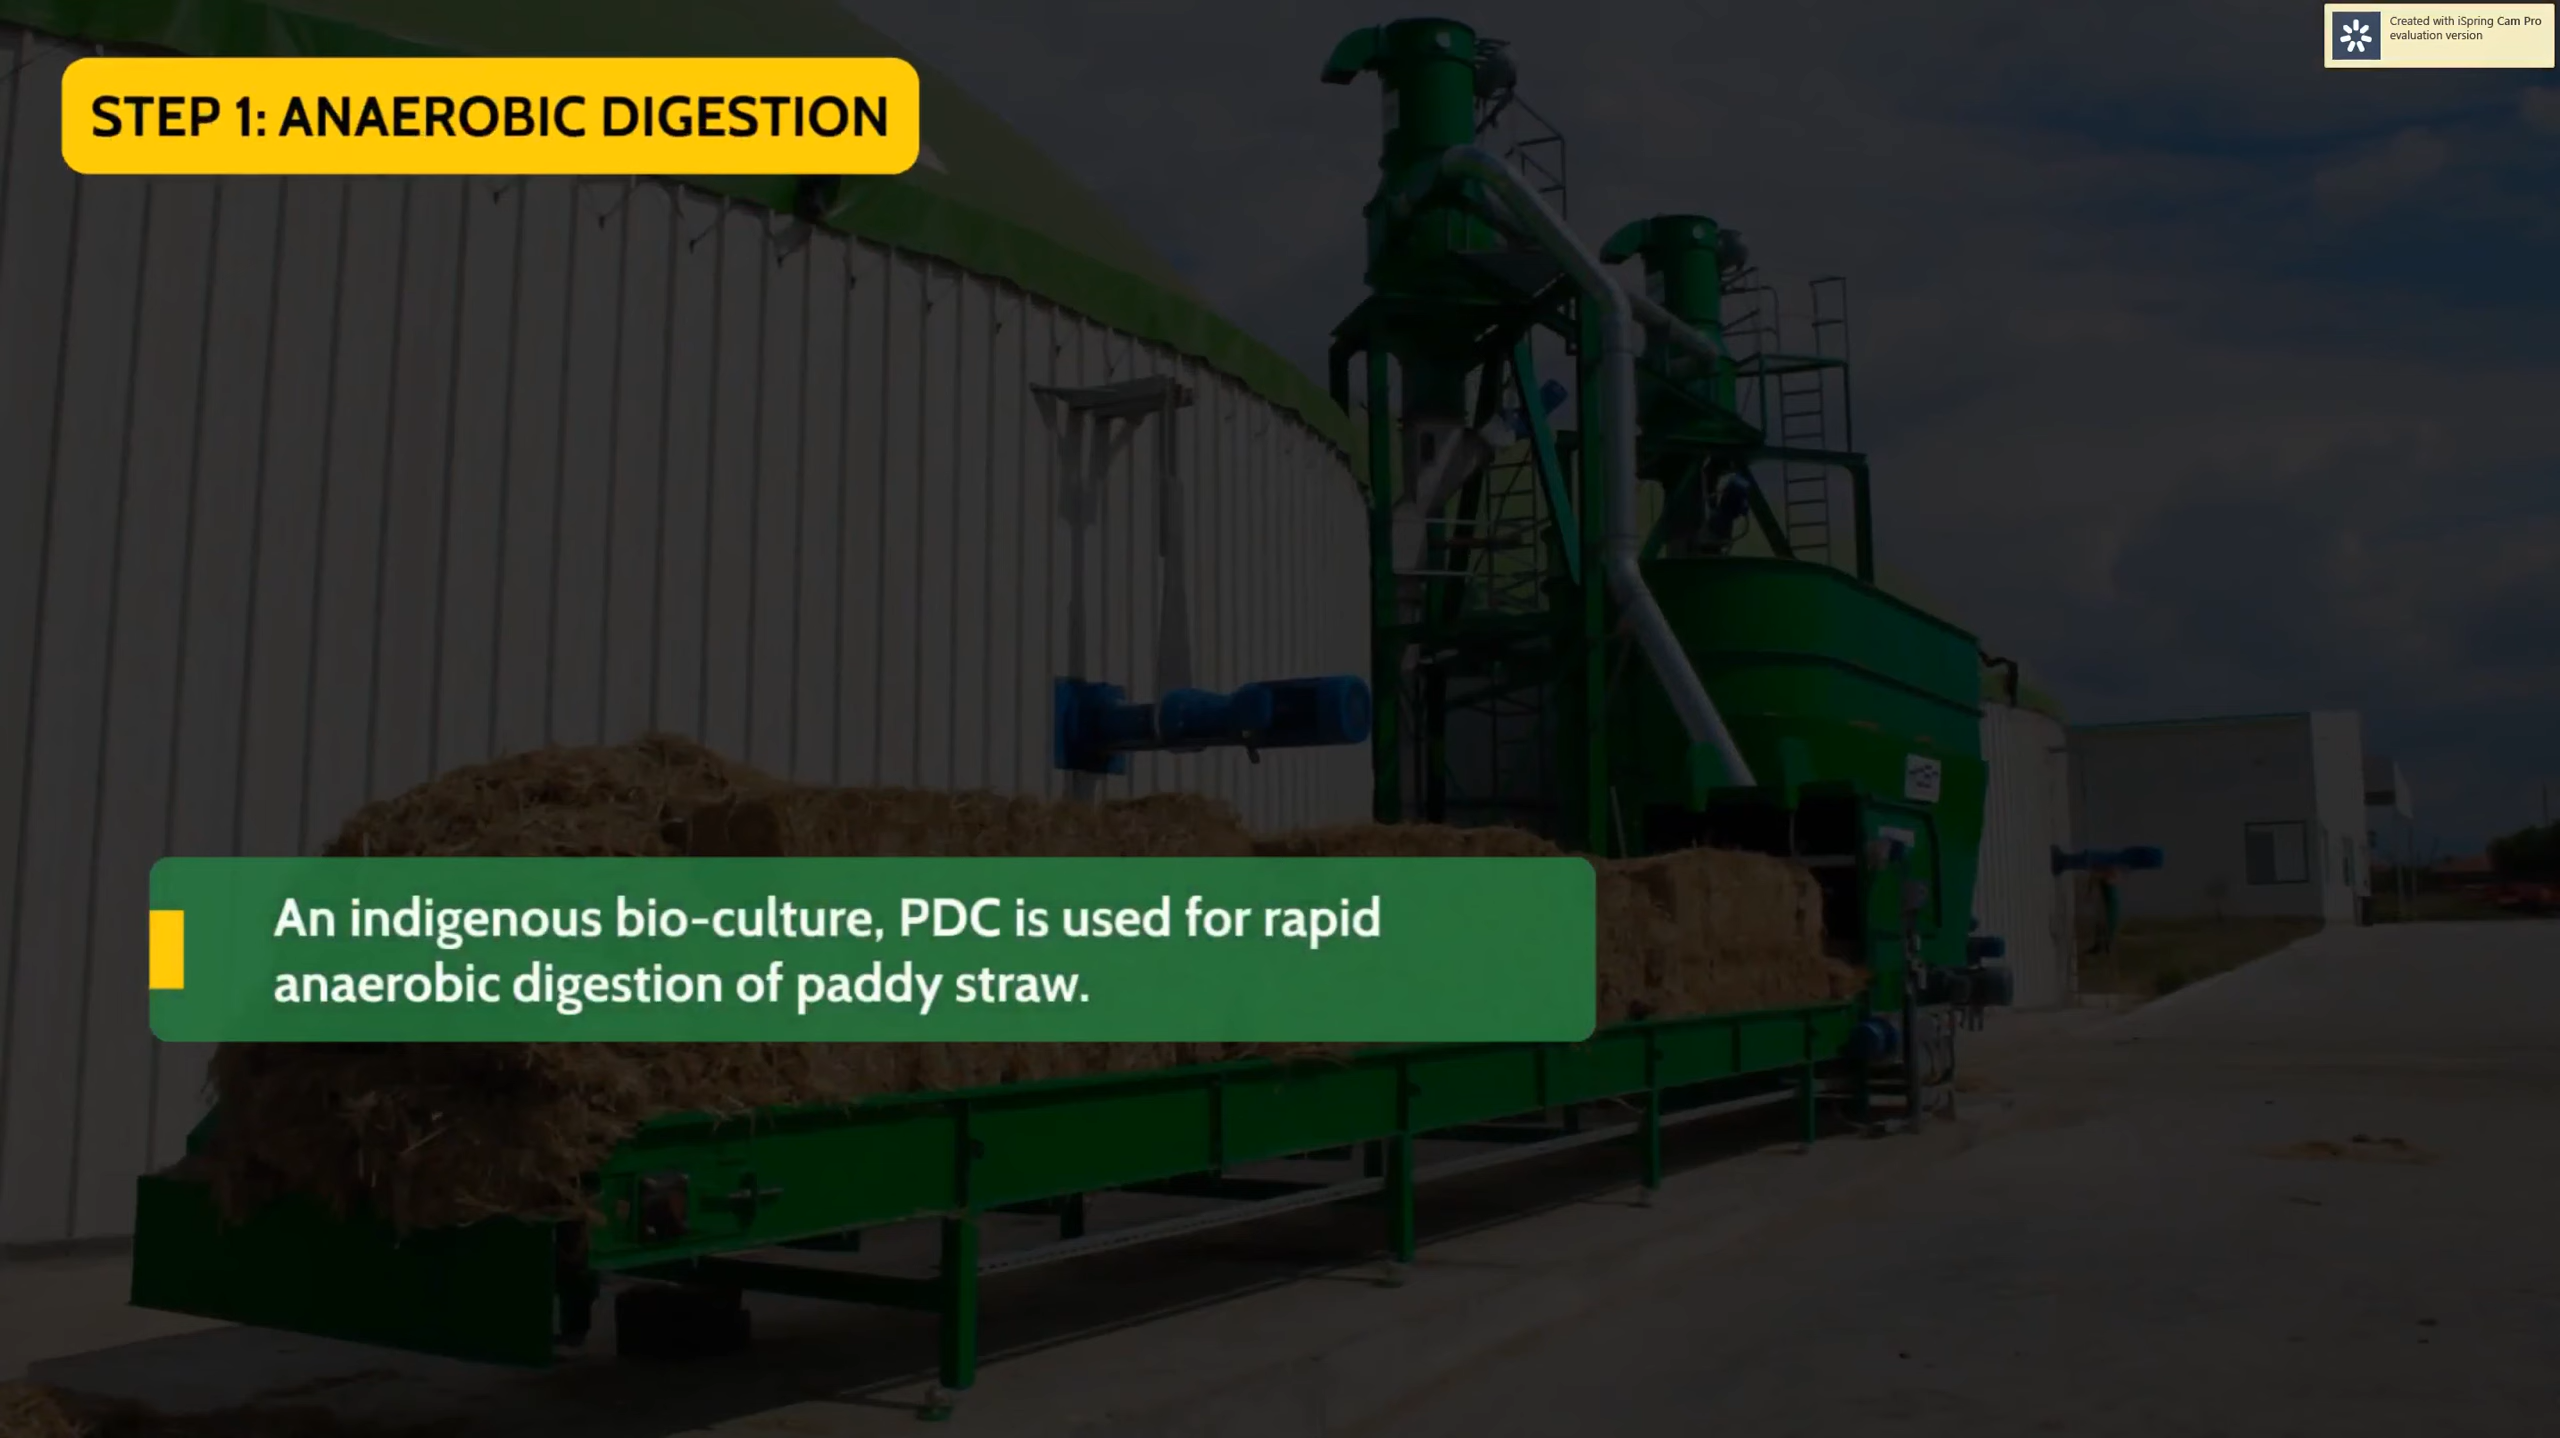 Created with iSpring Cam Pro
evaluation version
STEP 1: ANAEROBIC DIGESTION
An indigenous bio-culture, PDC is used for rapid
anaerobic digestion of paddy straw.